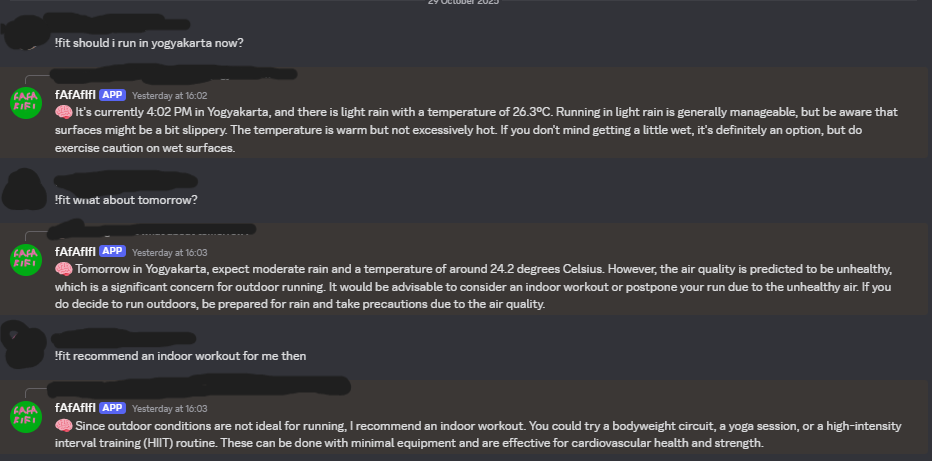 29 October 2025
!fit should i run in yogyakarta now?
FAFA
FIFI
fAfAfIfI APP Yesterday at 16:02
🧠 It's currently 4:02 PM in Yogyakarta, and there is light rain with a temperature of 26.3°C. Running in light rain is generally manageable, but be aware that
surfaces might be a bit slippery. The temperature is warm but not excessively hot. If you don't mind getting a little wet, it's definitely an option, but do
exercise caution on wet surfaces.
!fit what about tomorrow?
FAFA
FIFI
fAfAfIfI APP Yesterday at 16:03
🧠 Tomorrow in Yogyakarta, expect moderate rain and a temperature of around 24.2 degrees Celsius. However, the air quality is predicted to be unhealthy,
which is a significant concern for outdoor running. It would be advisable to consider an indoor workout or postpone your run due to the unhealthy air. If you
do decide to run outdoors, be prepared for rain and take precautions due to the air quality.
!fit recommend an indoor workout for me then
FAFA
FIFI
fAfAfIfI APP Yesterday at 16:03
🧠 Since outdoor conditions are not ideal for running, I recommend an indoor workout. You could try a bodyweight circuit, a yoga session, or a high-intensity
interval training (HIIT) routine. These can be done with minimal equipment and are effective for cardiovascular health and strength.